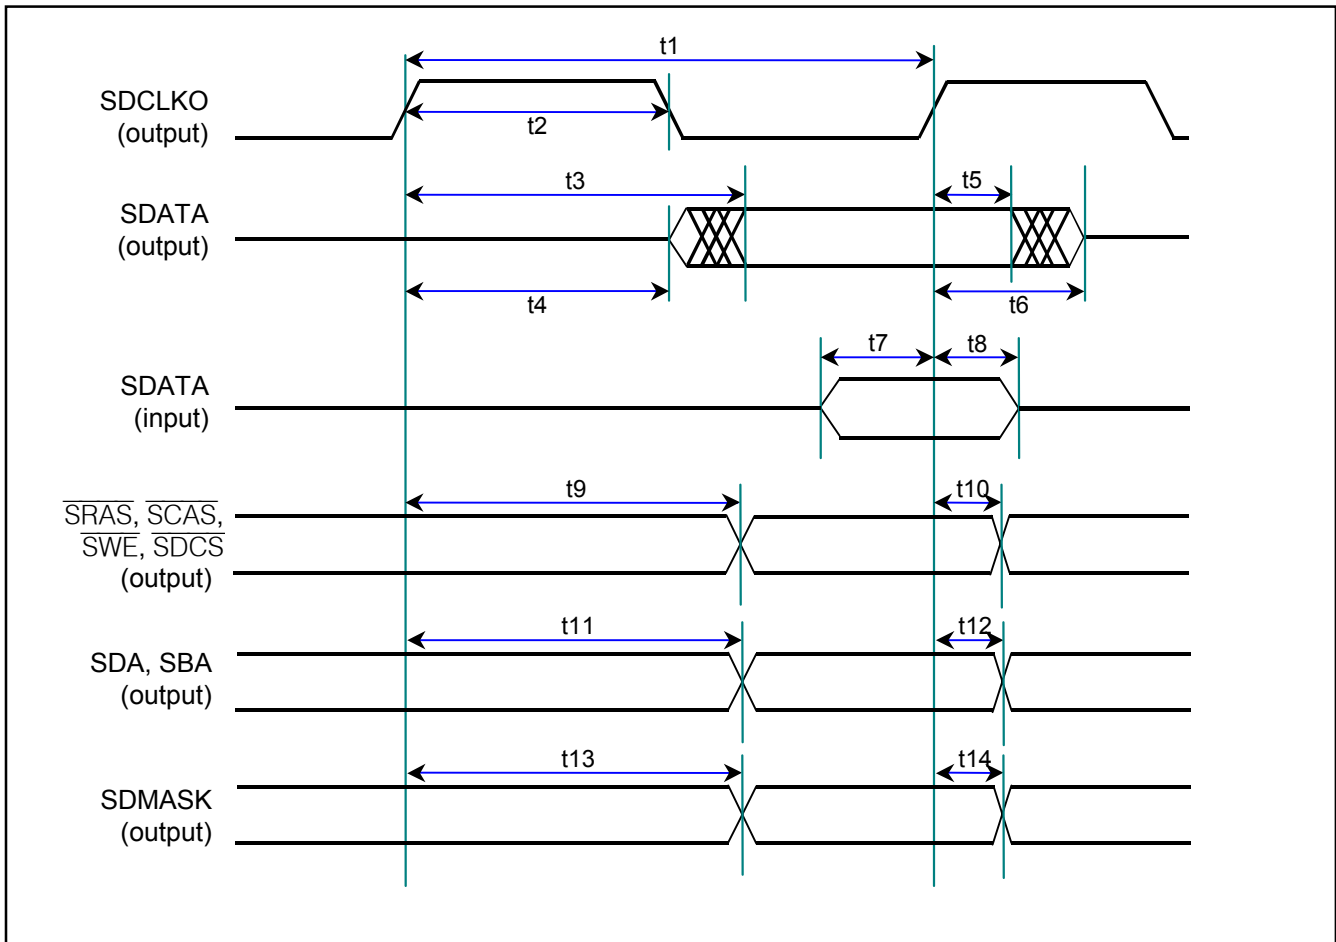 t1
SDCLKO
(output)
t2
t3
t5
SDATA
(output)
t4
t6
t7
t8
SDATA
(input)
t9
t10
SRAS, SCAS,
SWE, SDCS
(output)
t11
t12
SDA, SBA
(output)
t13
t14
SDMASK
(output)